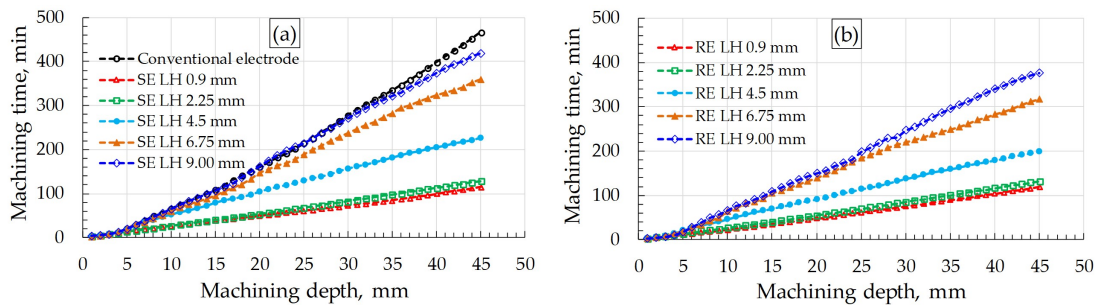 (a)
Machining time, min
500
400
300
200
100
0
Conventional electrode
SE LH 0.9 mm
SE LH 2.25 mm
SE LH 4.5 mm
SE LH 6.75 mm
SE LH 9.00 mm
0 5 10 15 20 25 30 35 40 45 50
Machining depth, mm
(b)
Machining time, min
500
400
300
200
100
0
RE LH 0.9 mm
RE LH 2.25 mm
RE LH 4.5 mm
RE LH 6.75 mm
RE LH 9.00 mm
0 5 10 15 20 25 30 35 40 45 50
Machining depth, mm